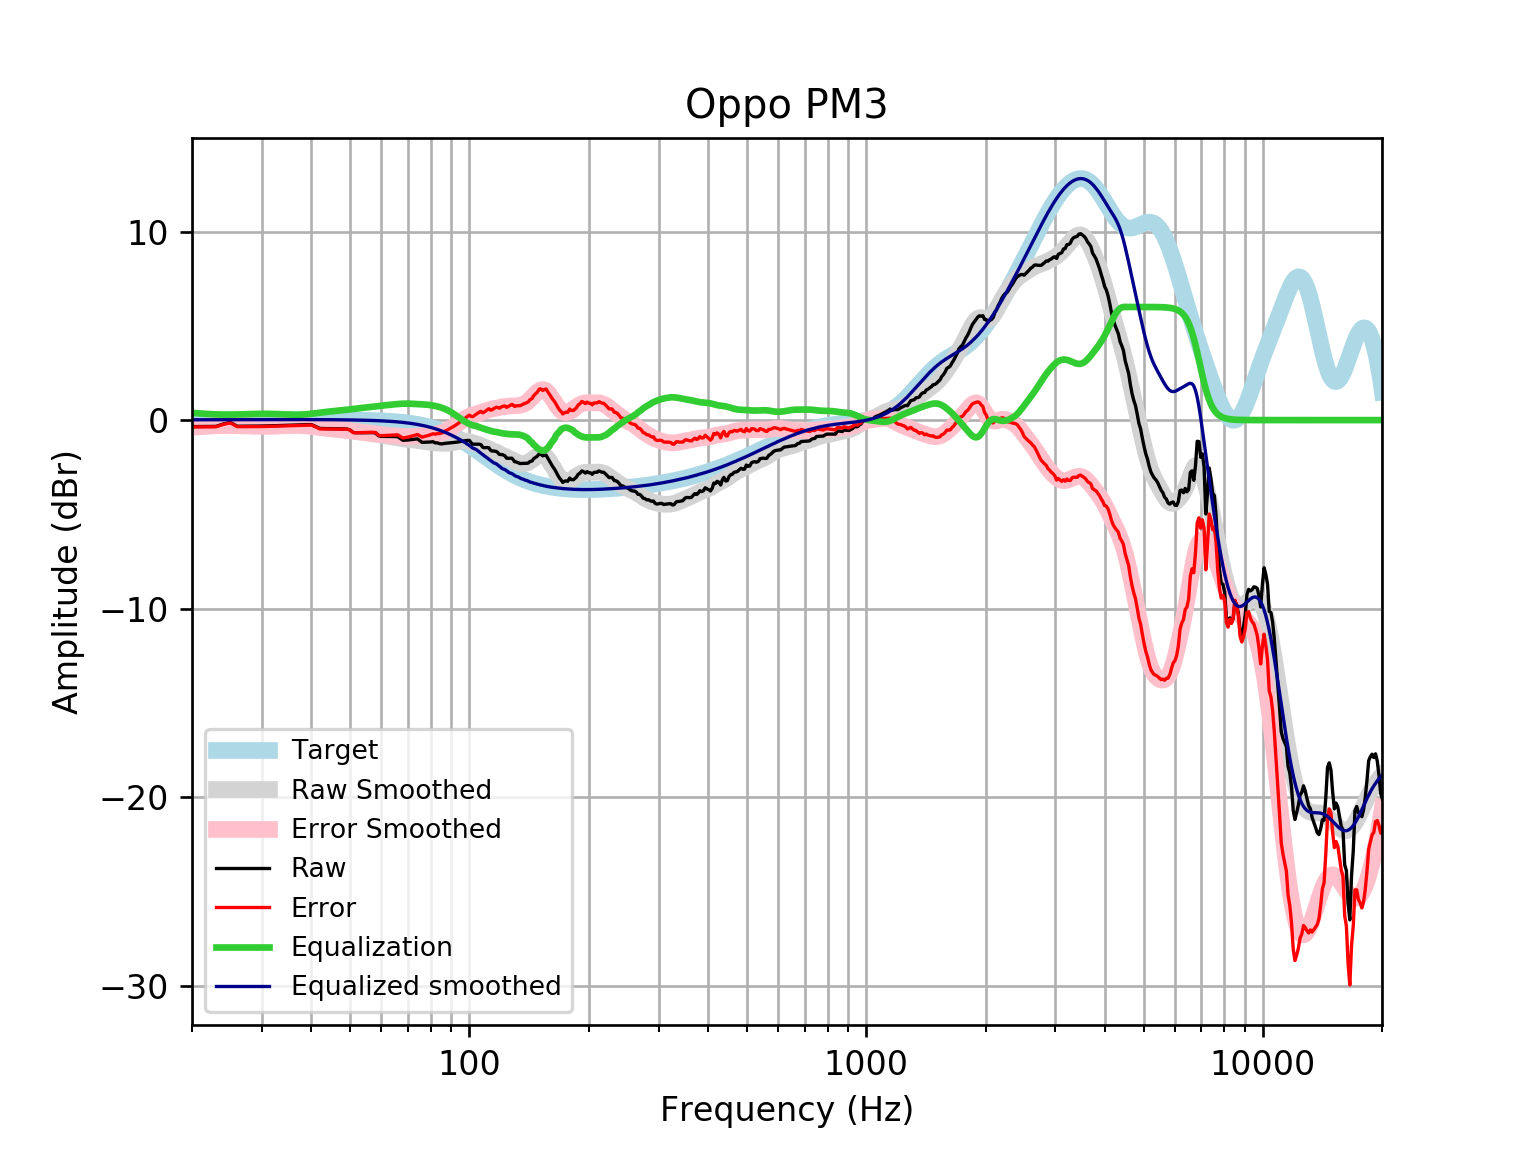 Oppo PM3
10
0
−10
−20
−30
Amplitude (dBr)
Target
Raw Smoothed
Error Smoothed
Raw
Error
Equalization
Equalized smoothed
100
1000
10000
Frequency (Hz)